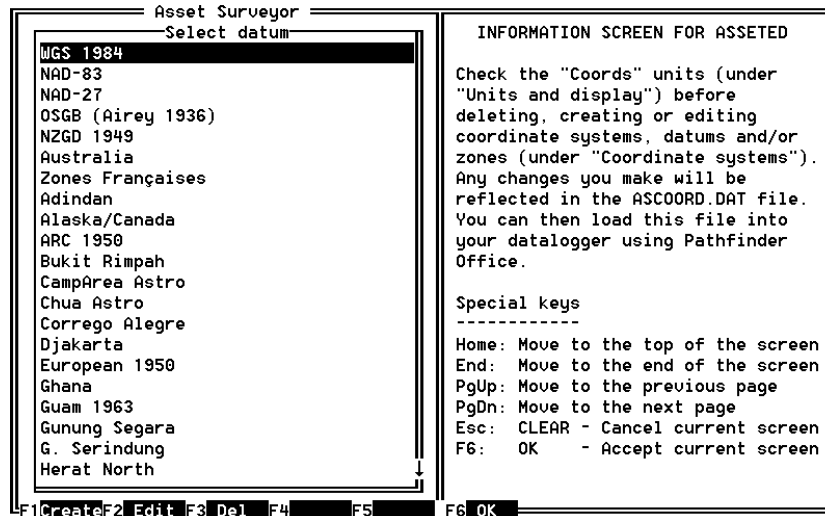 Asset Surveyor
Select datum
WGS 1984
NAD-83
NAD-27
OSGB (Airey 1936)
NZGD 1949
Australia
Zones Françaises
Adindan
Alaska/Canada
ARC 1950
Bukit Rimpah
CampArea Astro
Chua Astro
Corrego Alegre
Djakarta
European 1950
Ghana
Guam 1963
Gunung Segara
G. Serindung
Herat North
INFORMATION SCREEN FOR ASSETED
Check the "Coords" units (under
"Units and display") before
deleting, creating or editing
coordinate systems, datums and/or
zones (under "Coordinate systems").
Any changes you make will be
reflected in the ASCOORD.DAT file.
You can then load this file into
your datalogger using Pathfinder
Office.
Special keys
------------
Home: Move to the top of the screen
End: Move to the end of the screen
PgUp: Move to the previous page
PgDn: Move to the next page
Esc: CLEAR - Cancel current screen
F6: OK - Accept current screen
F1 Create F2 Edit F3 Del F4 F5 F6 OK